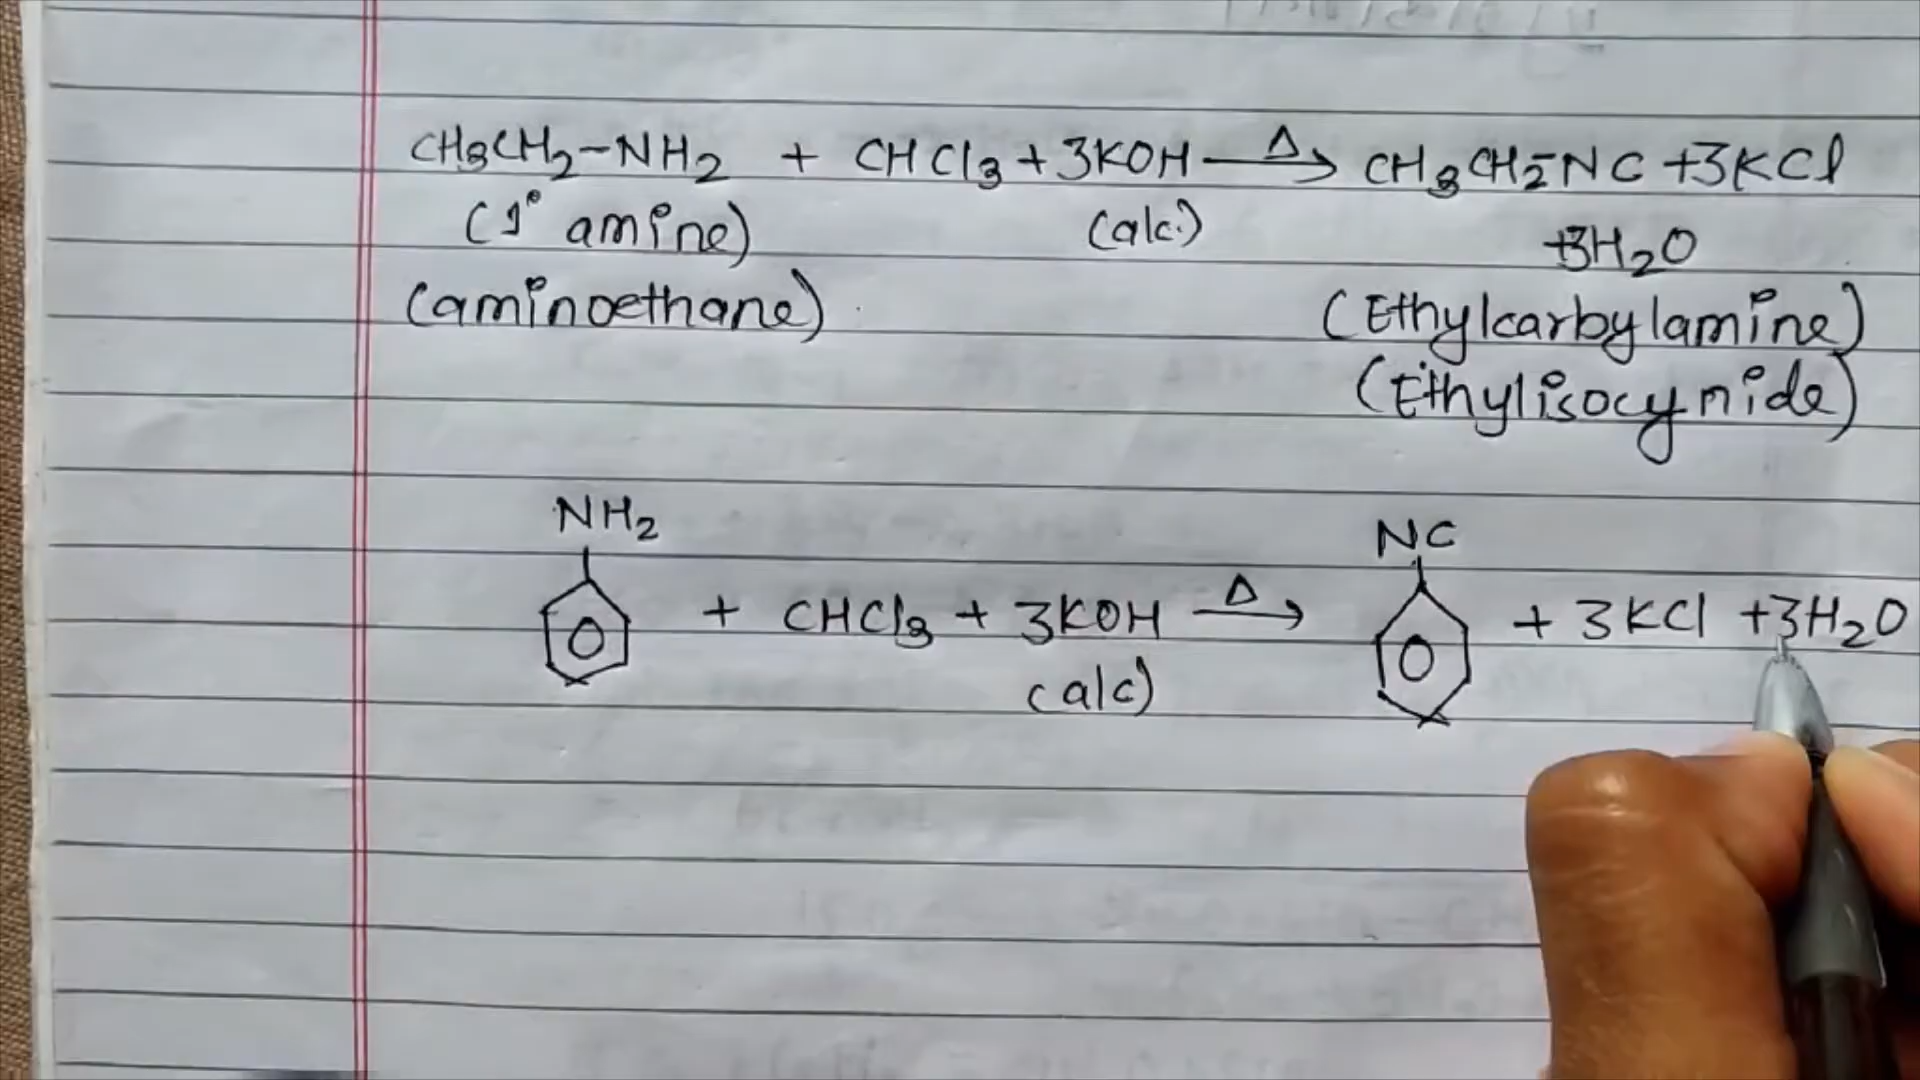 CH3CH2-NH2 + CHCl3 + 3KOH —Δ→ CH3CH2-NC + 3KCl
(1° amine) (alc.) +3H2O
(aminoethane) (Ethylcarbylamine)
(Ethylisocynide)
NH2 NC
+ CHCl3 + 3KOH —Δ→ + 3KCl +3H2O
(alc)